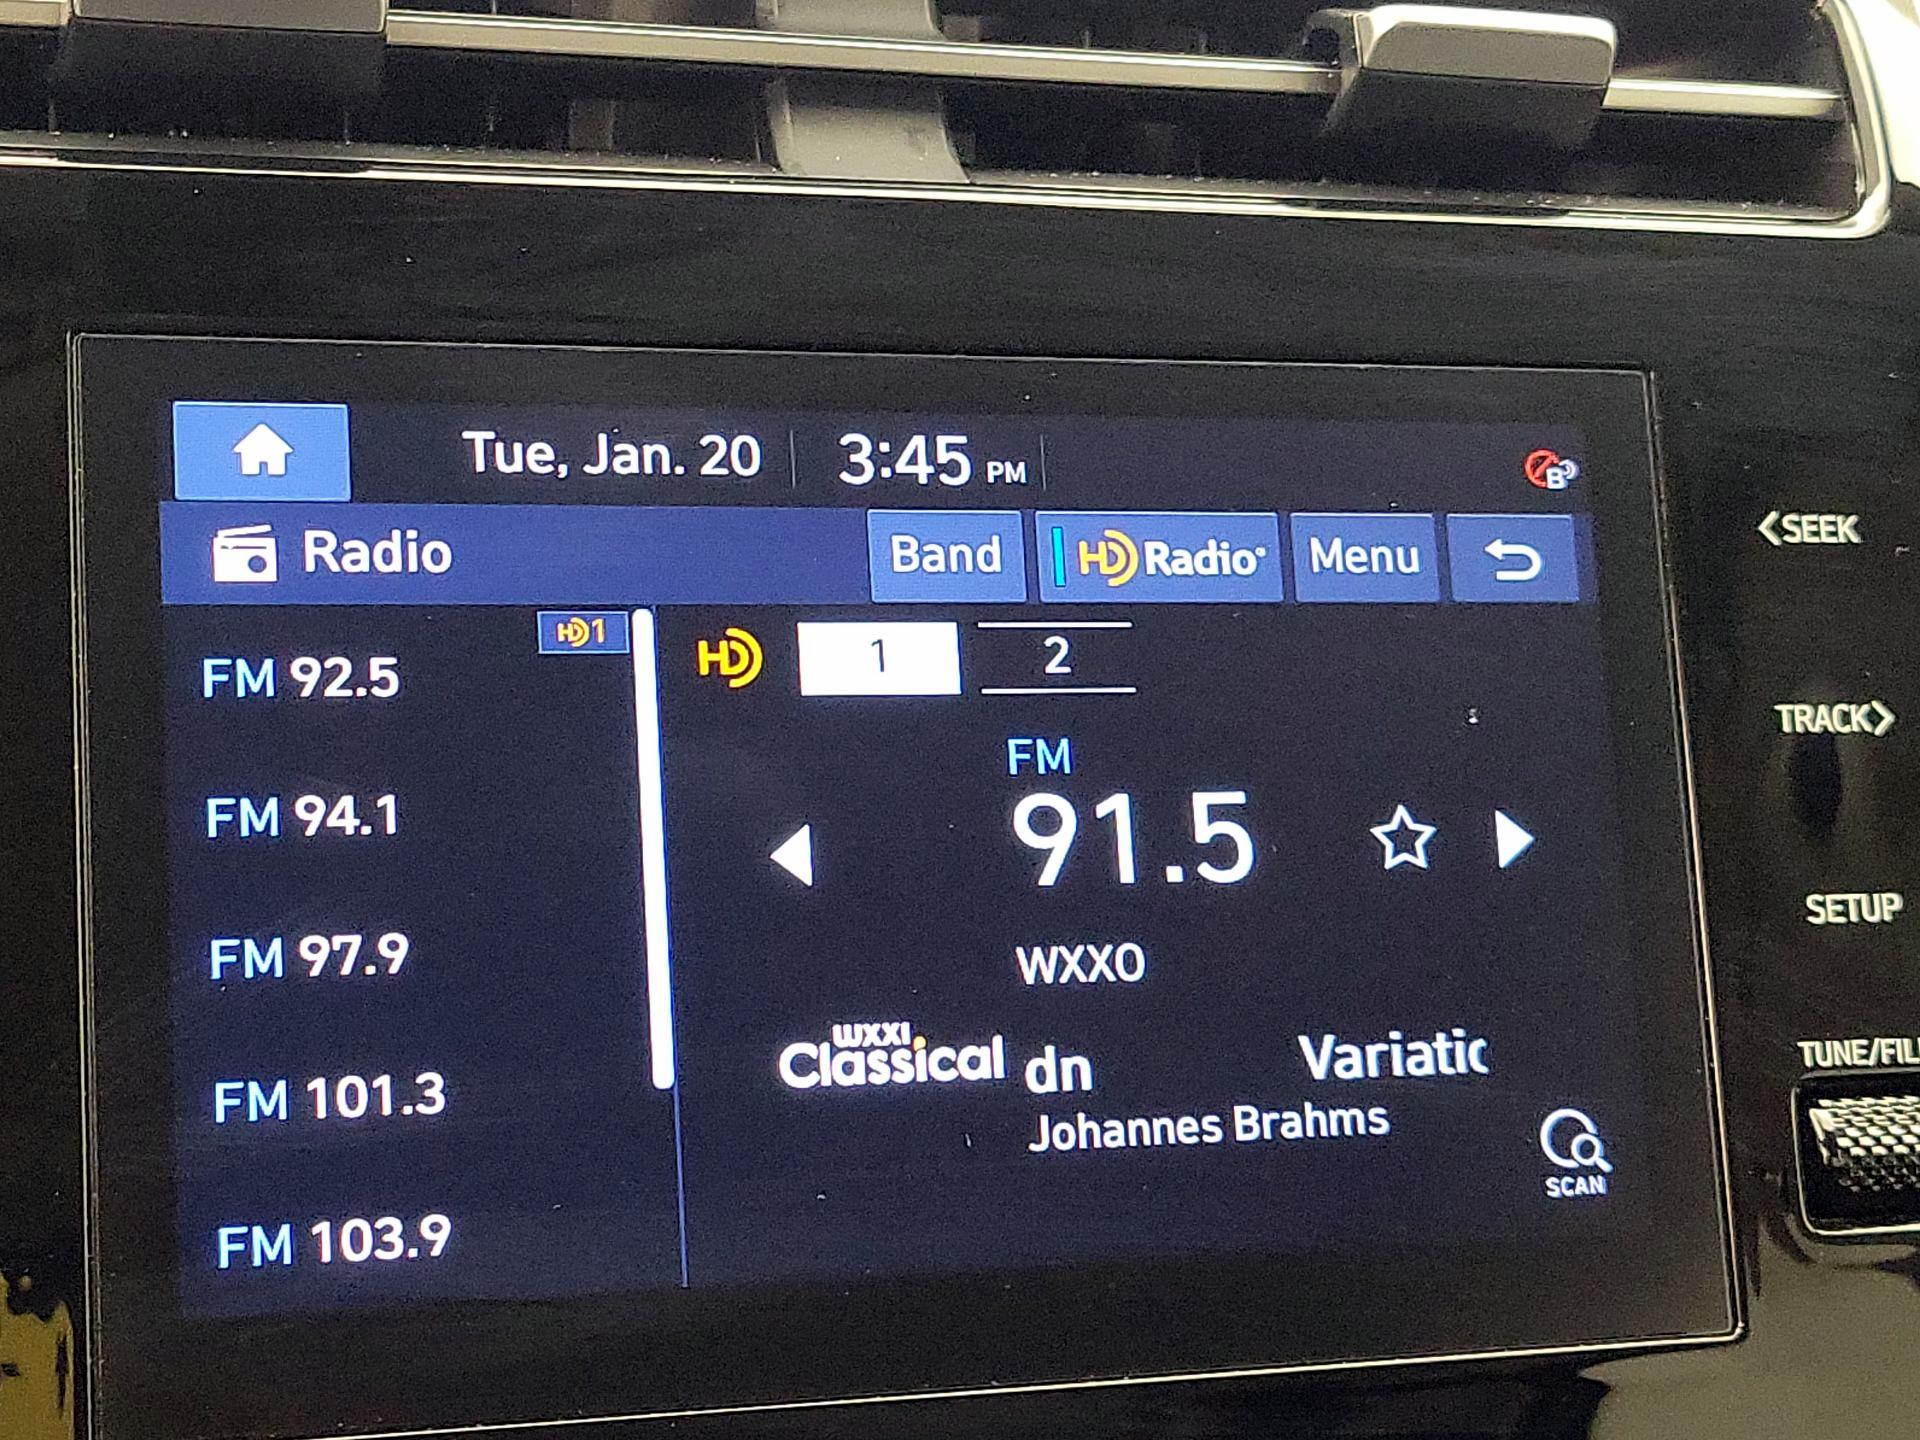 Tue, Jan. 20 3:45 PM
B
Radio Band HD Radio® Menu
<SEEK
HD1
FM 92.5
HD 1 2
FM 94.1
FM 97.9
FM 101.3
FM 103.9
FM
91.5
WXXO
WXXI
Classical
dn Variatic
Johannes Brahms
SCAN
TRACK>
SETUP
TUNE/FIL